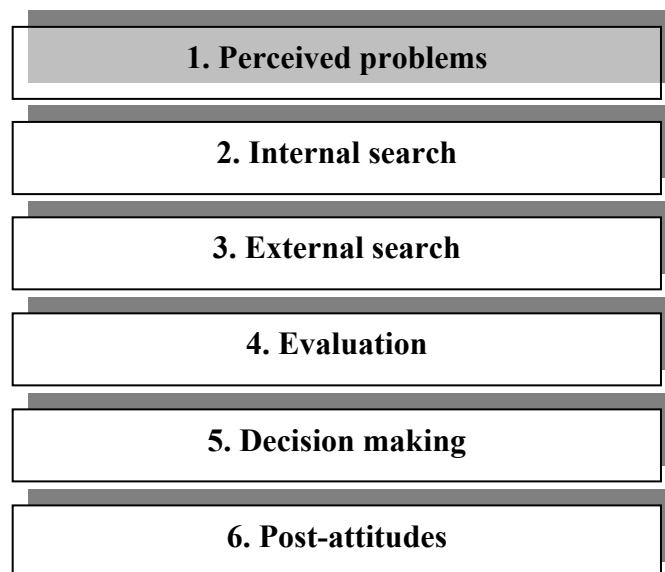 1. Perceived problems
2. Internal search
3. External search
4. Evaluation
5. Decision making
6. Post-attitudes